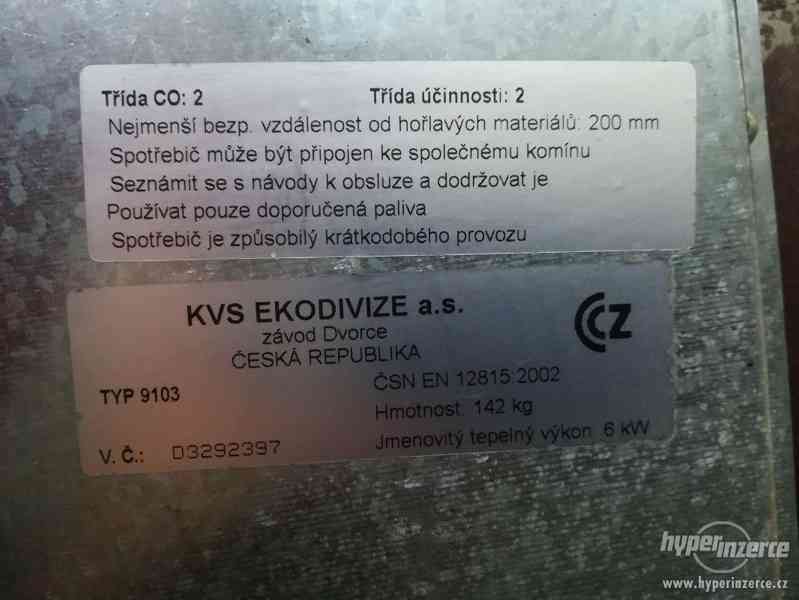 Třída CO: 2 Třída účinnosti: 2
Nejmenší bezp. vzdálenost od hořlavých materiálů: 200 mm
Spotřebič může být připojen ke společnému komínu
Seznámit se s návody k obsluze a dodržovat je
Používat pouze doporučená paliva
Spotřebič je způsobilý krátkodobého provozu
KVS EKODIVIZE a.s.
závod Dvorce
ČESKÁ REPUBLIKA
CCZ
TYP 9103
ČSN EN 12815:2002
Hmotnost: 142 kg
V. Č.: D3292397
Jmenovitý tepelný výkon: 6 kW
hyperinzerce
www.hyperinzerce.cz